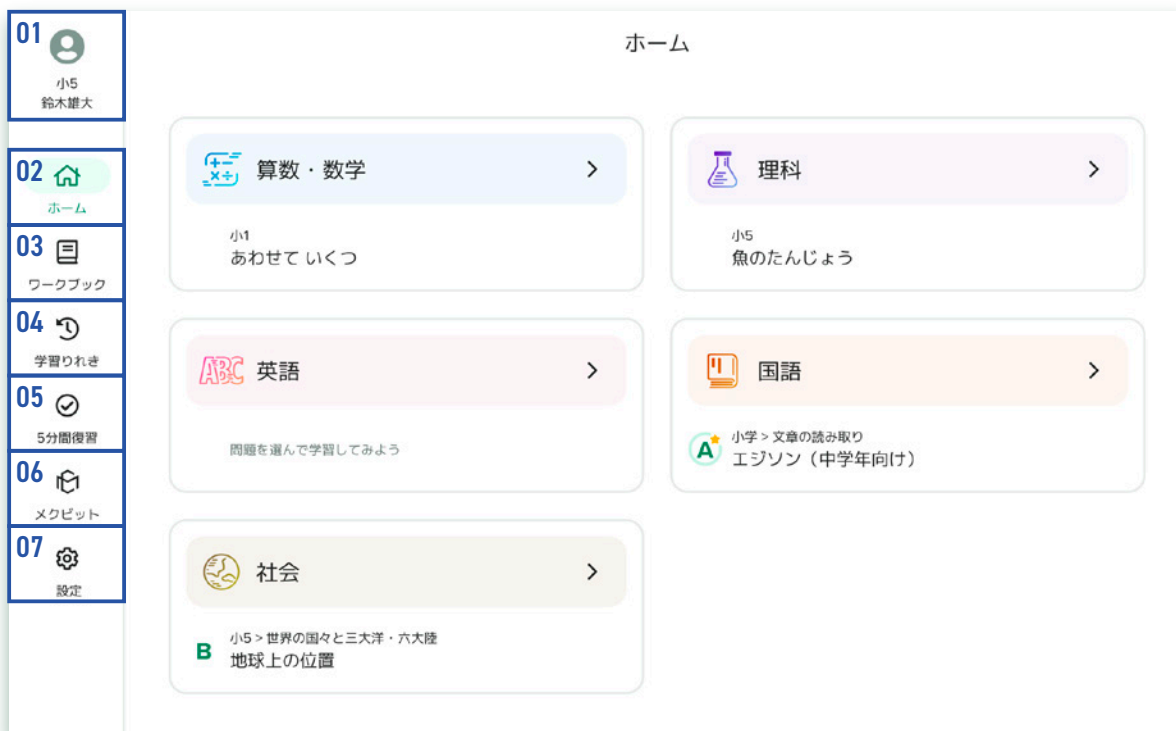 01
小5
鈴木雄大
02
ホーム
03
ワークブック
04
学習りれき
05
5分間復習
06
メクビット
07
設定
ホーム
算数・数学
小1
あわせて いくつ
理科
小5
魚のたんじょう
ABC 英語
問題を選んで学習してみよう
国語
A 小学 > 文章の読み取り
エジソン（中学年向け）
社会
B 小5 > 世界の国々と三大洋・六大陸
地球上の位置